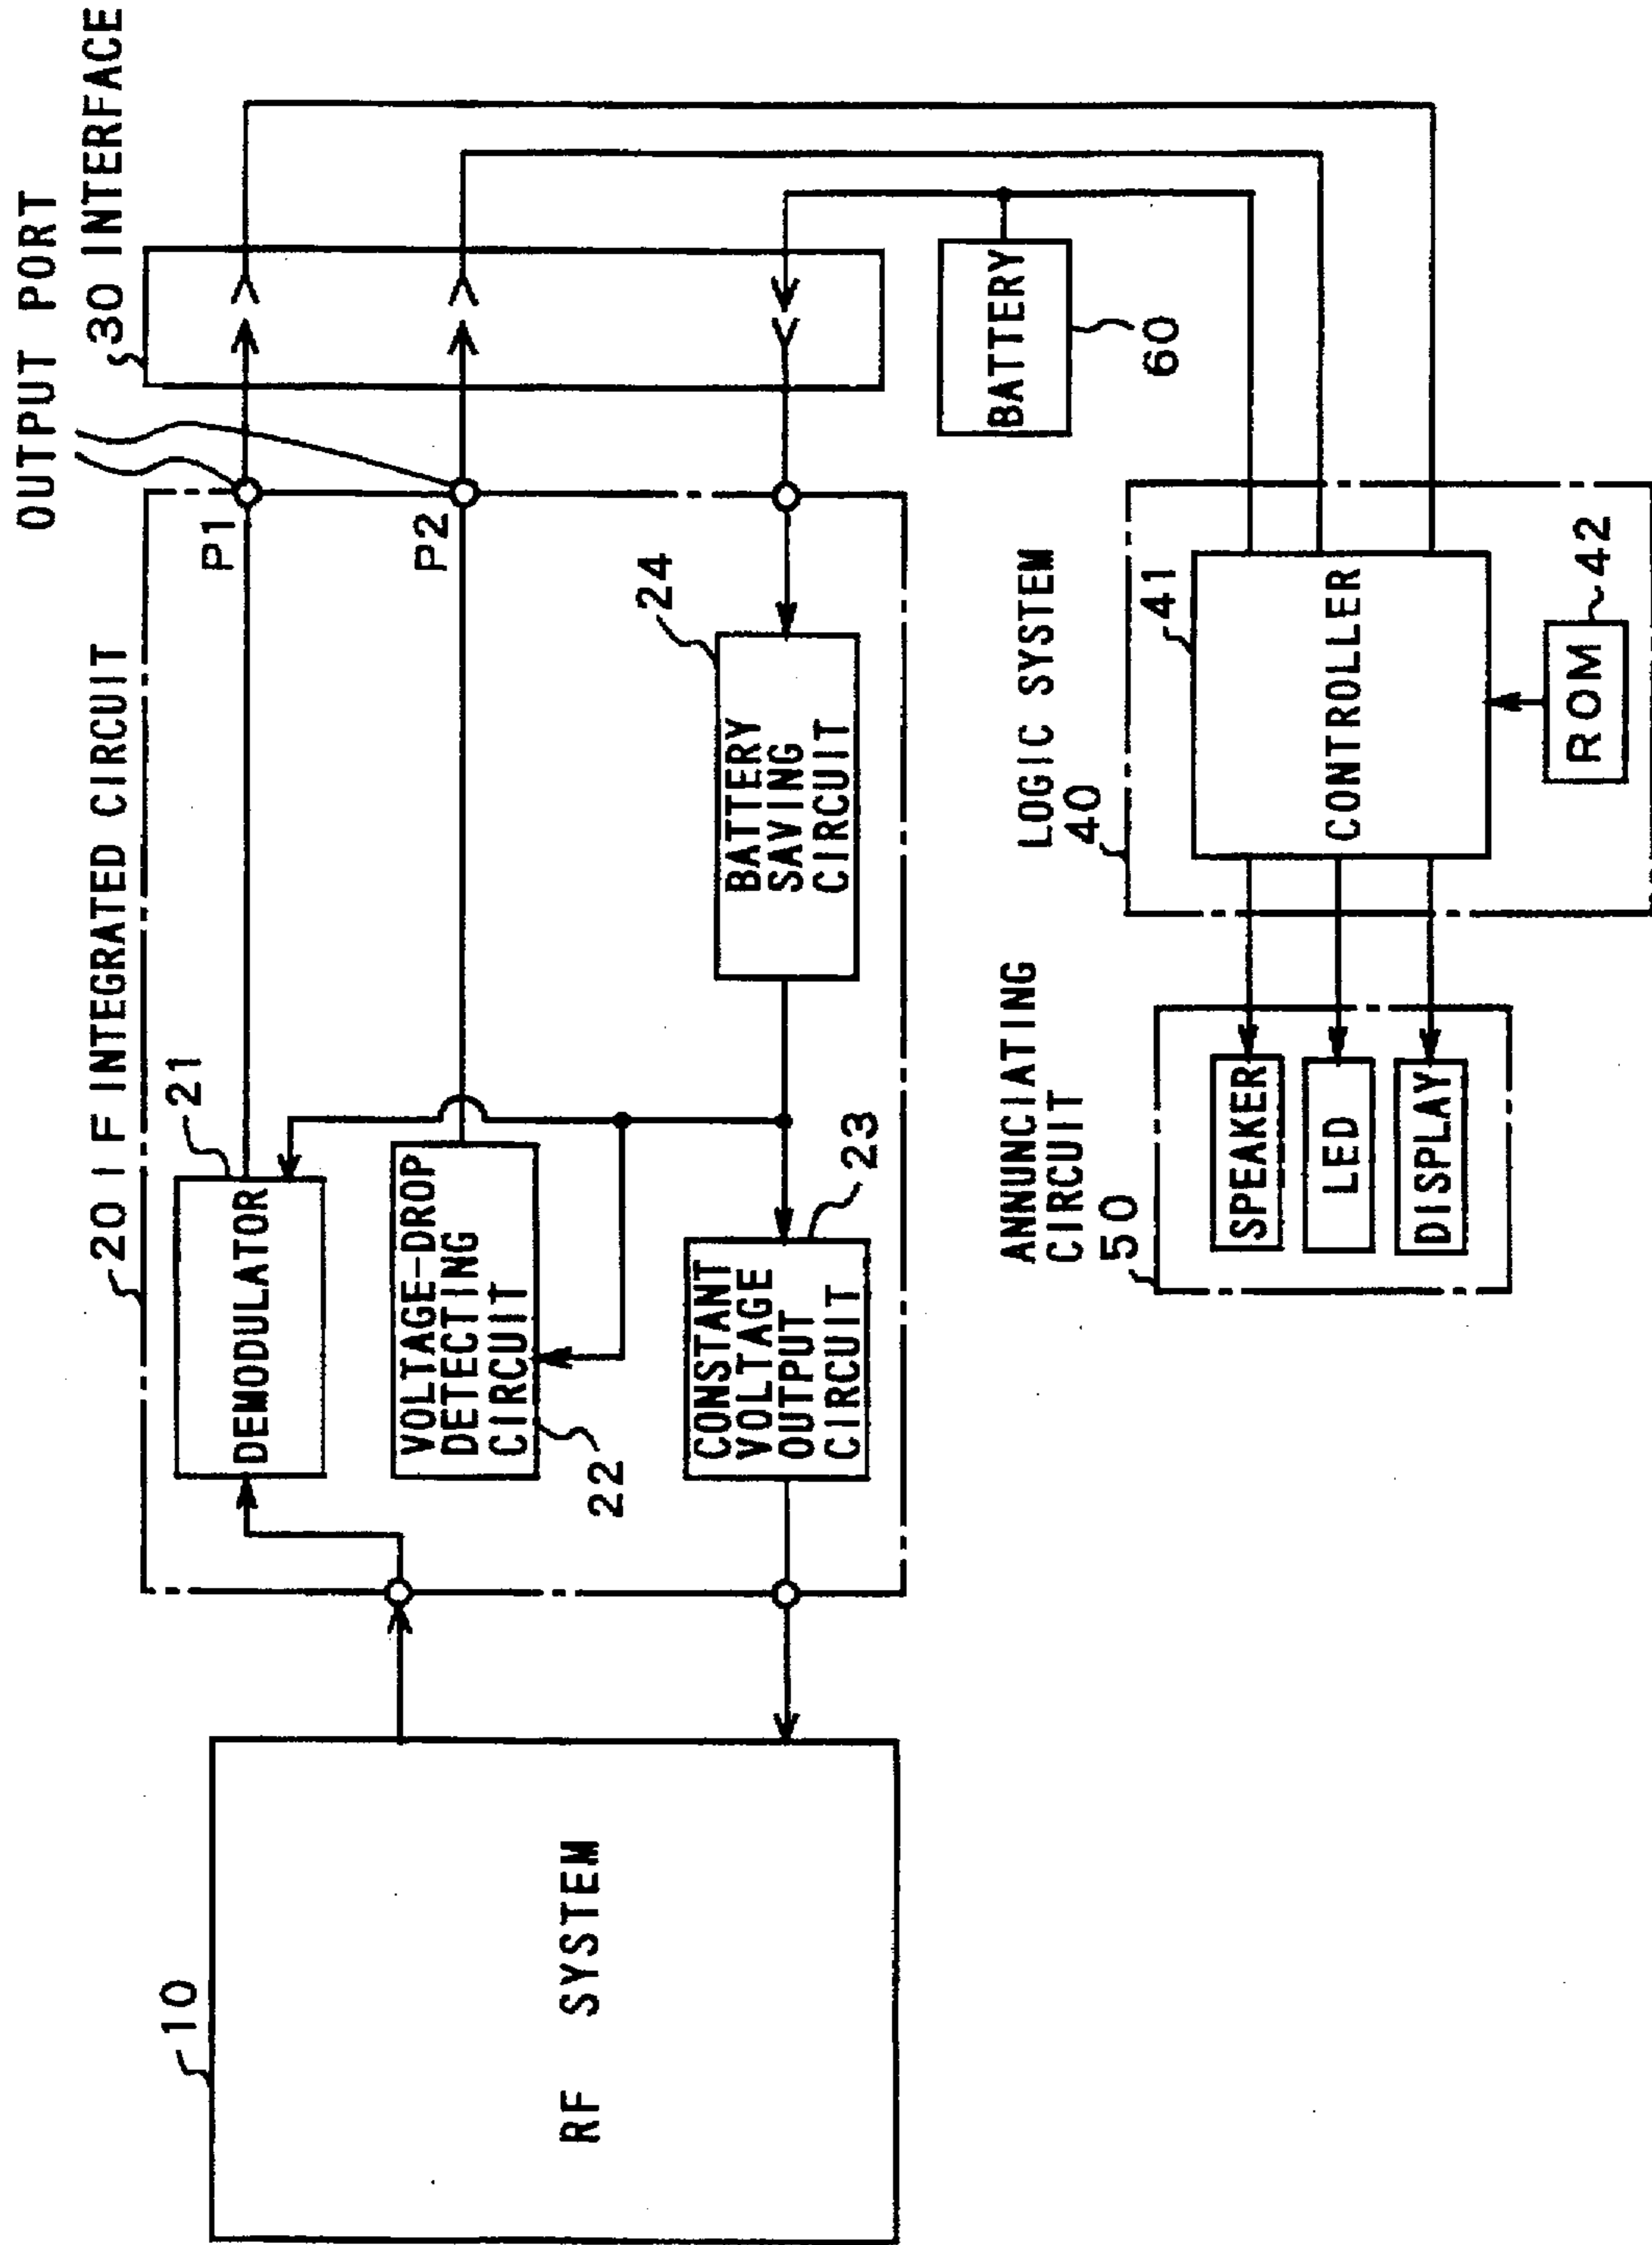 OUTPUT PORT
20 IF INTEGRATED CIRCUIT
30 INTERFACE
10
21
P1
DEMODULATOR
P2
VOLTAGE-DROP
DETECTING
CIRCUIT
22
24
RF SYSTEM
CONSTANT
VOLTAGE
OUTPUT
CIRCUIT
23
BATTERY
SAVING
CIRCUIT
BATTERY
60
ANNUNCIATING
CIRCUIT
50
LOGIC SYSTEM
40
41
SPEAKER
LED
DISPLAY
CONTROLLER
ROM
42